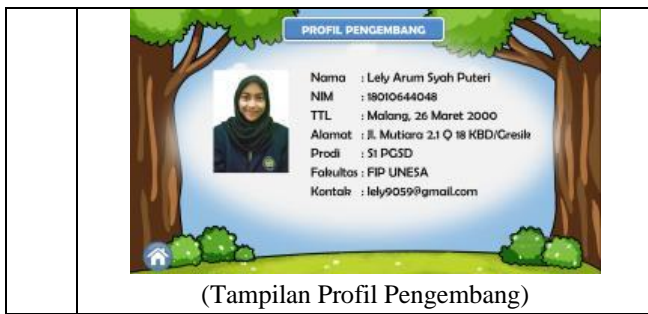 PROFIL PENGEMBANG
Nama : Lely Arum Syah Puteri
NIM : 18010644048
TTL : Malang, 26 Maret 2000
Alamat : Jl. Mutiara 2.1 Q 18 KBD/Gresik
Prodi : S1 PGSD
Fakultas : FIP UNESA
Kontak : lely9059@gmail.com
(Tampilan Profil Pengembang)